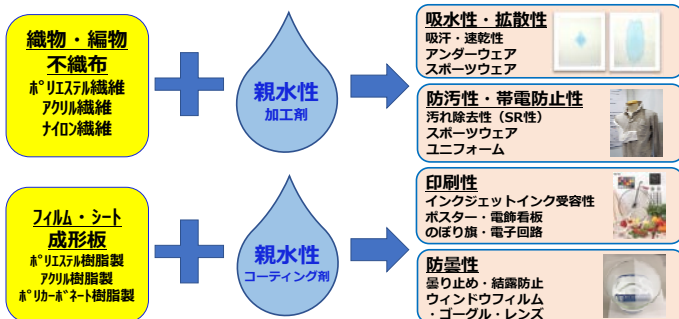 織物・編物
不織布
ﾎﾟﾘｴｽﾃﾙ繊維
ｱｸﾘﾙ繊維
ﾅｲﾛﾝ繊維
親水性
加工剤
吸水性・拡散性
吸汗・速乾性
アンダーウェア
スポーツウェア
防汚性・帯電防止性
汚れ除去性（SR性）
スポーツウェア
ユニフォーム
ﾌｨﾙﾑ・ｼｰﾄ
成形板
ﾎﾟﾘｴｽﾃﾙ樹脂製
ｱｸﾘﾙ樹脂製
ﾎﾟﾘｶｰﾎﾞﾈｰﾄ樹脂製
親水性
コーティング剤
印刷性
インクジェットインク受容性
ポスター・電飾看板
のぼり旗・電子回路
防曇性
曇り止め・結露防止
ウィンドウフィルム
・ゴーグル・レンズ